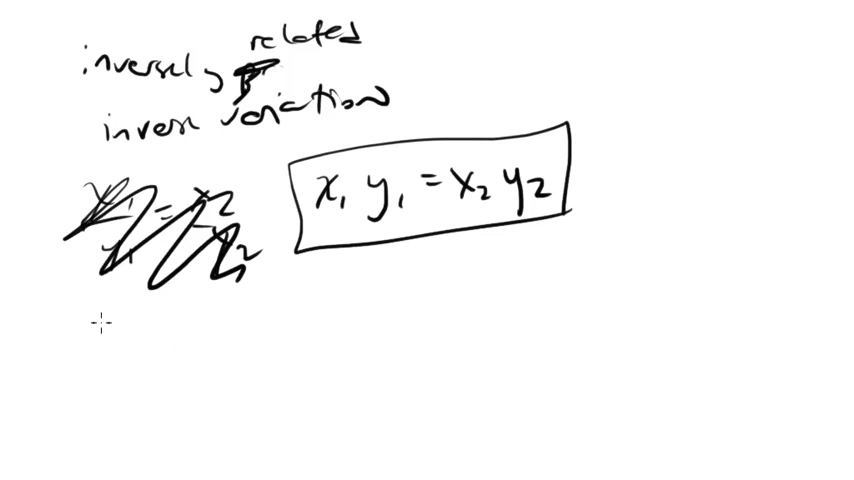 inversely related
inverse variation
x₁ y₁ = x₂ y₂